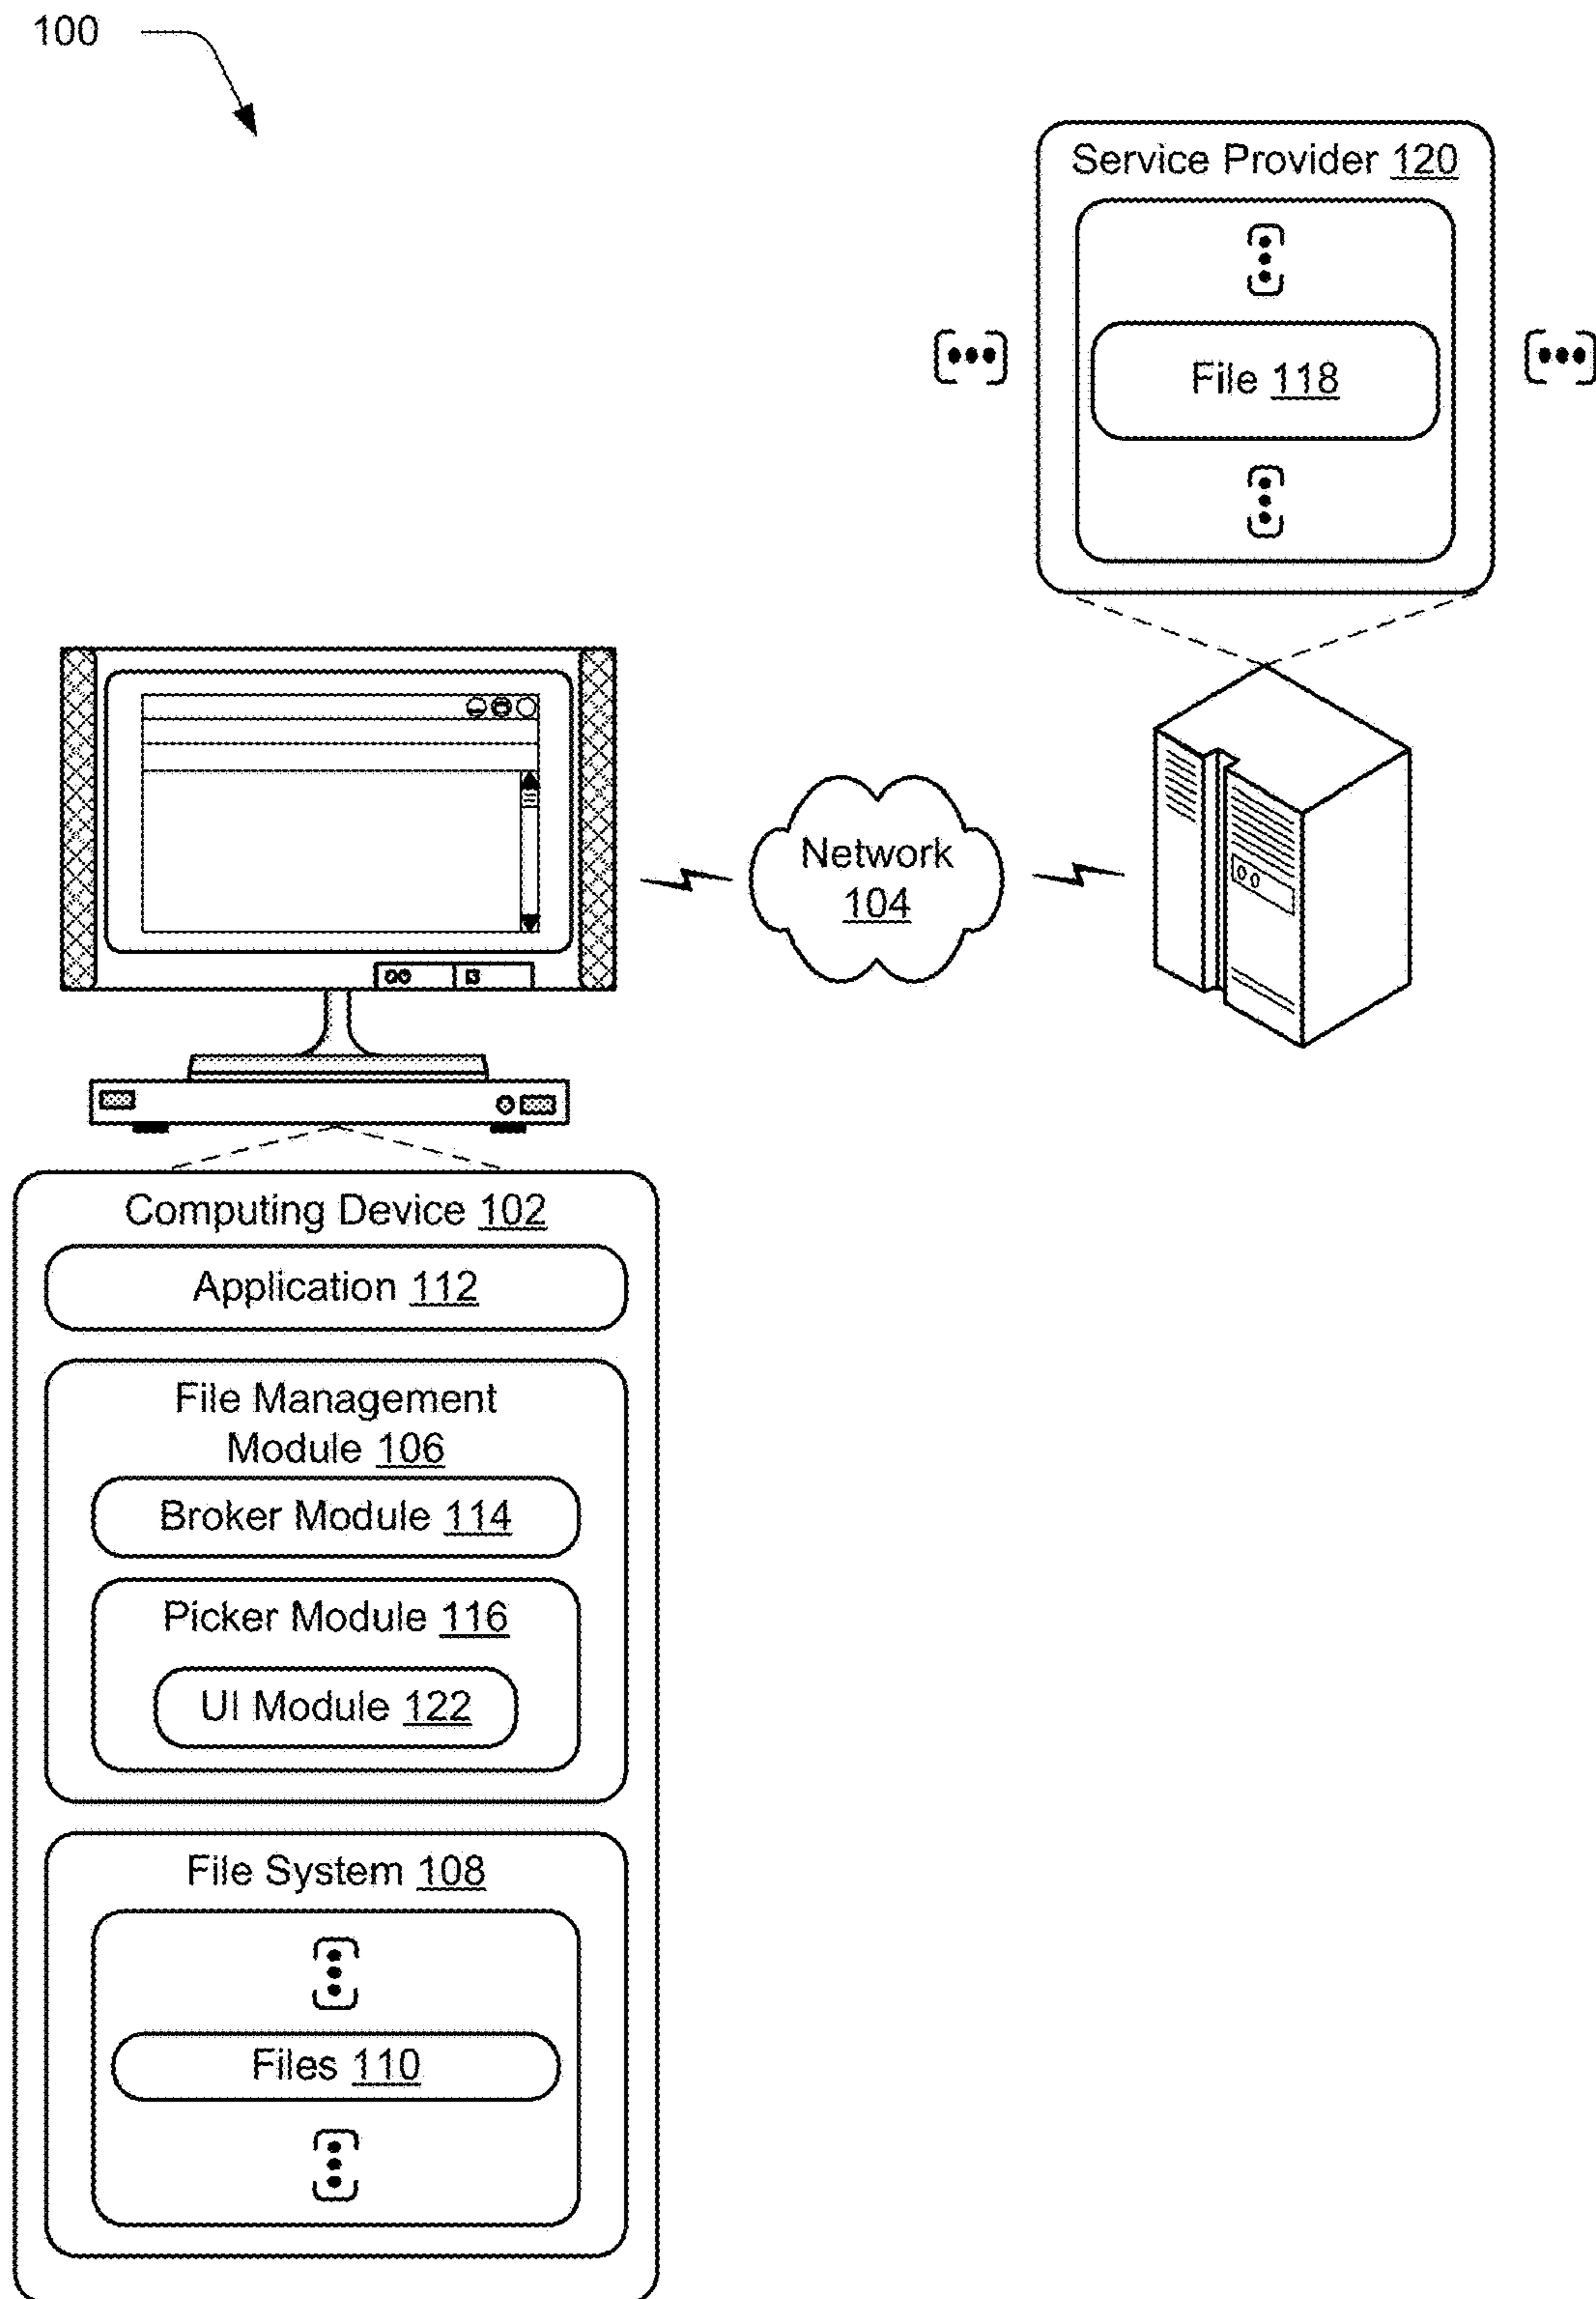 100
Service Provider 120
File 118
Network
104
Computing Device 102
Application 112
File Management
Module 106
Broker Module 114
Picker Module 116
UI Module 122
File System 108
Files 110